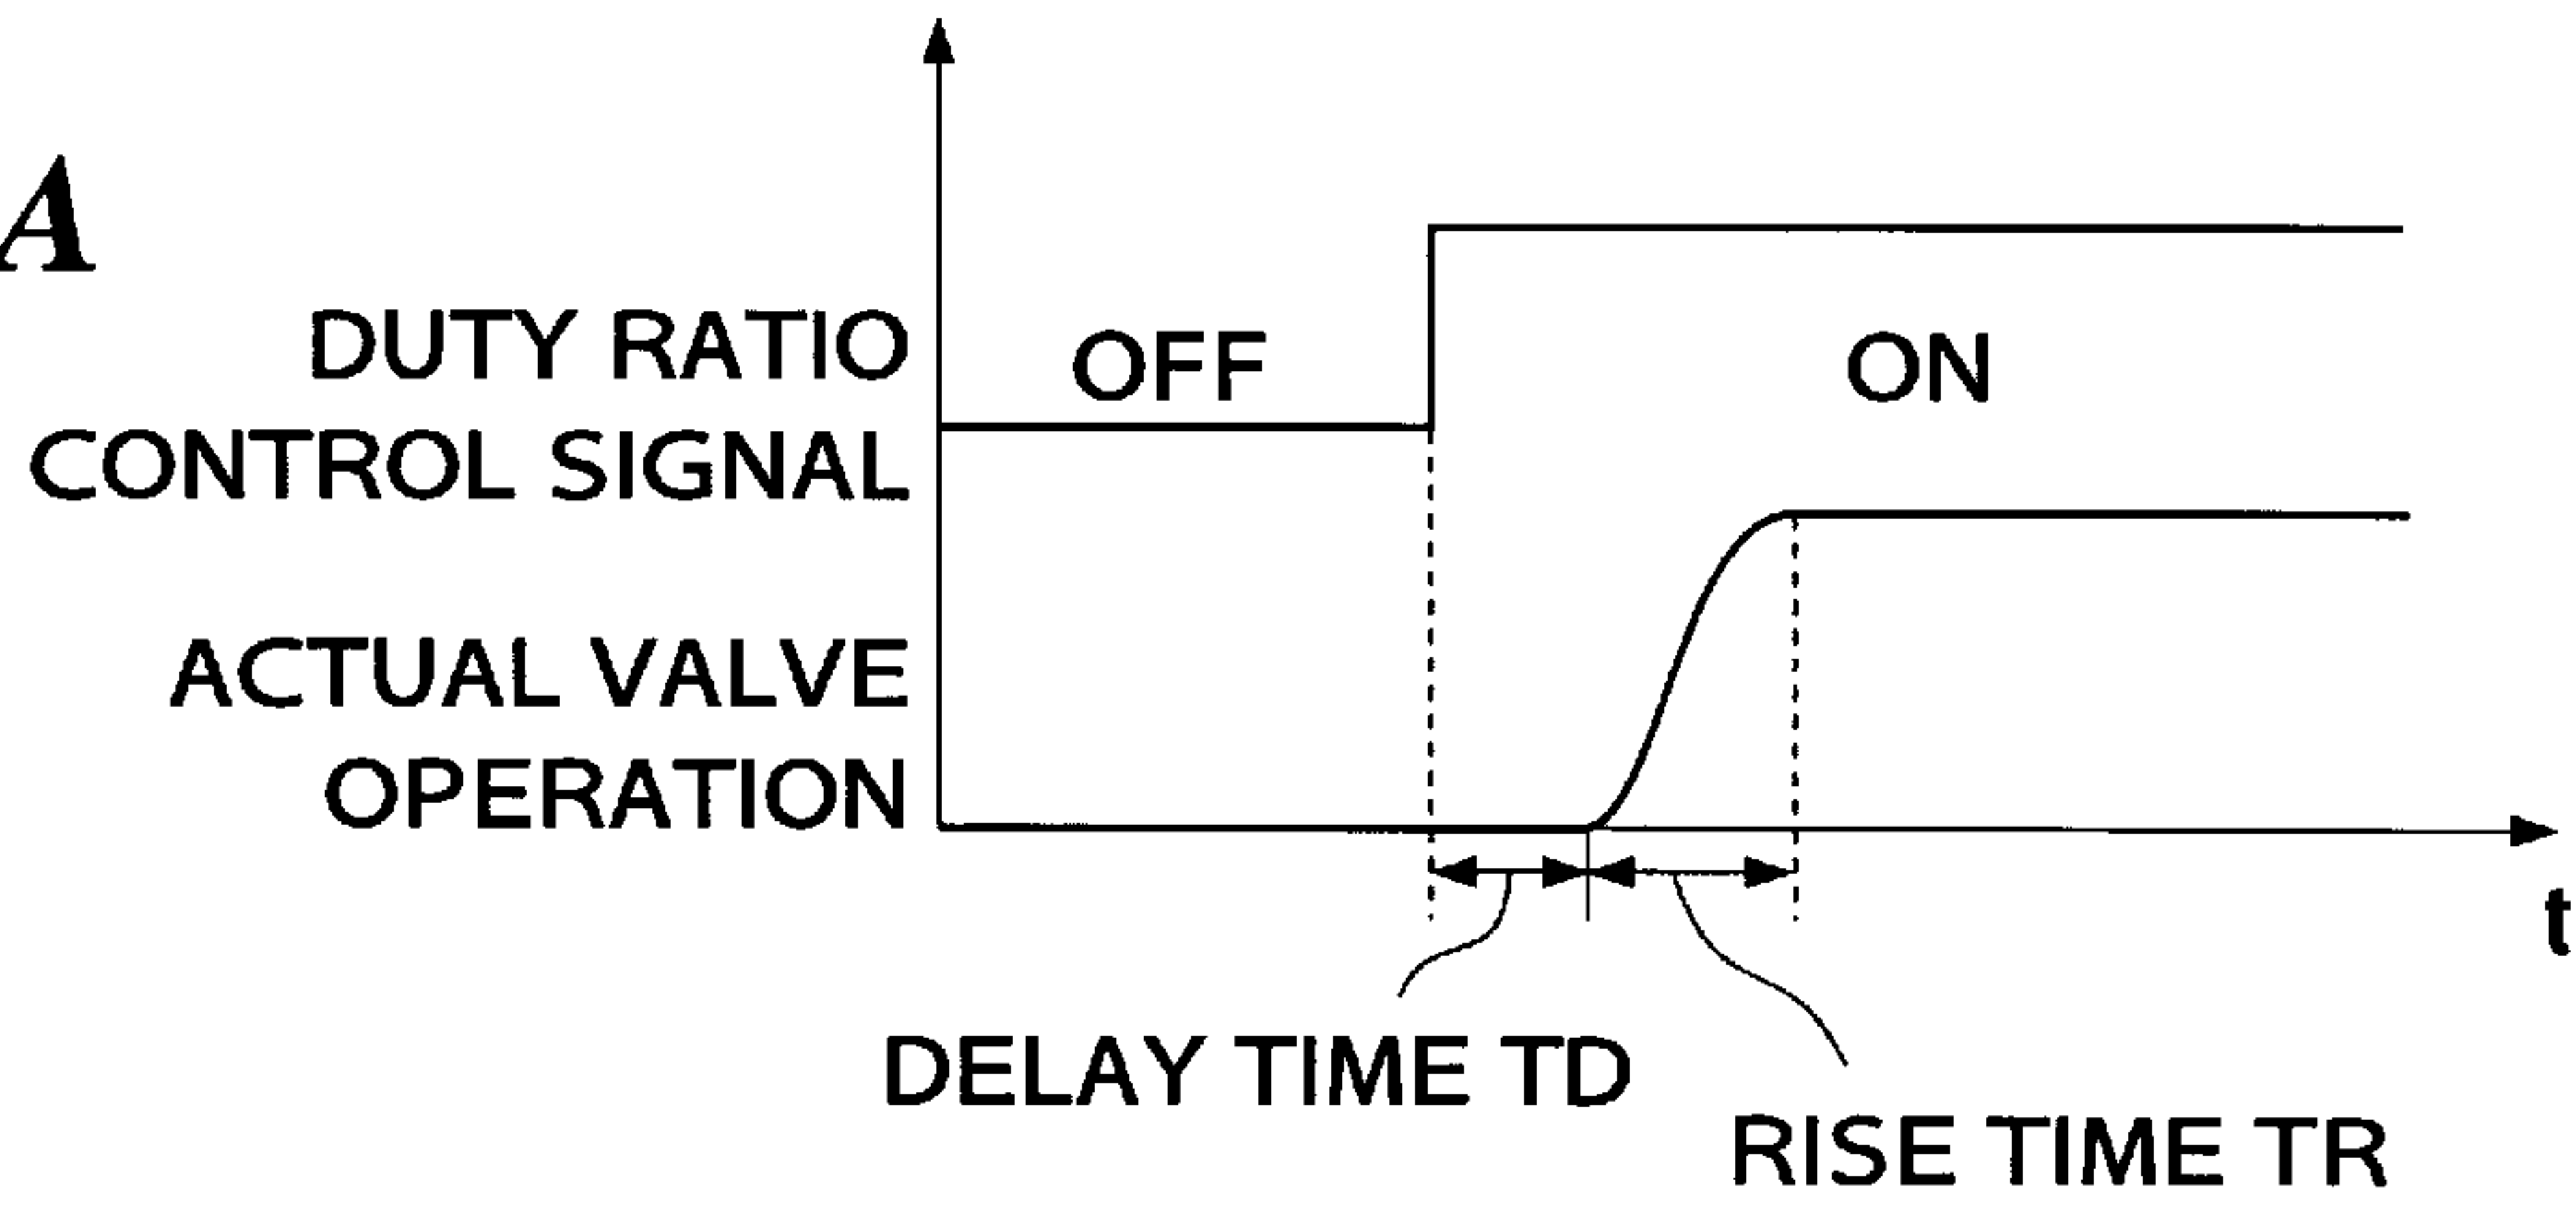 A
DUTY RATIO
CONTROL SIGNAL
OFF
ON
ACTUAL VALVE
OPERATION
t
DELAY TIME TD
RISE TIME TR